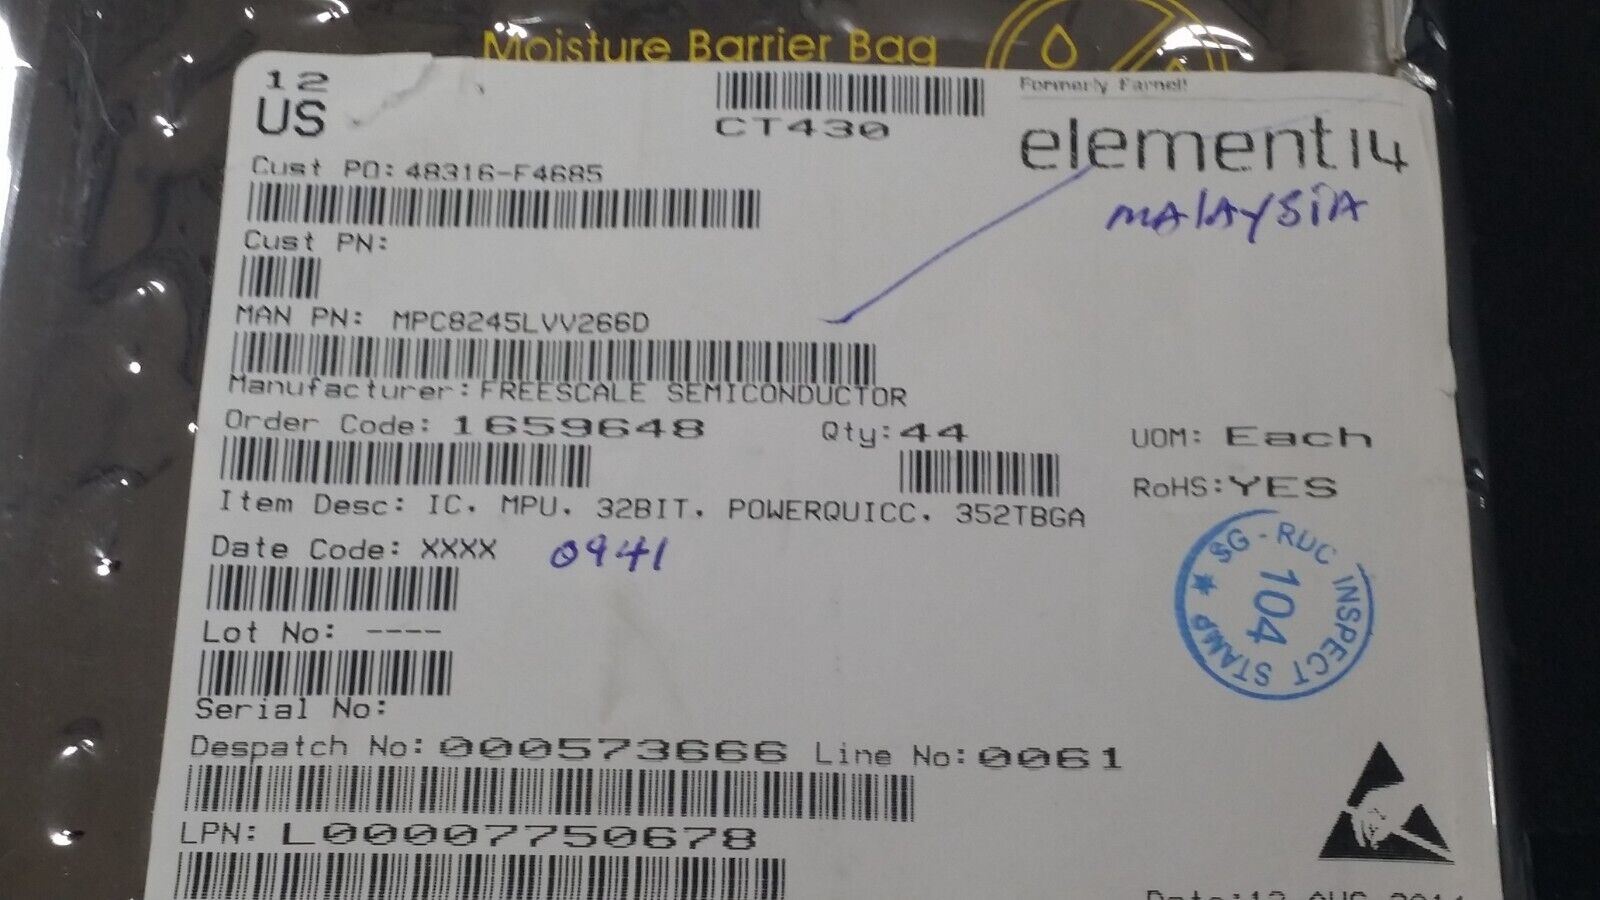 Moisture Barrier Bag
12
US
CT430
Formerly Farnell
element14
Cust PO: 48316-F4685
MALAYSIA
Cust PN:
MAN PN: MPC8245LVV266D
Manufacturer: FREESCALE SEMICONDUCTOR
Order Code: 1659648 Qty: 44 UOM: Each
RoHS: YES
Item Desc: IC, MPU, 32BIT, POWERQUICC, 352TBGA
Date Code: XXXX 0941
SG-RUC INSPECT STAMP ★
104
Lot No: ----
Serial No:
Despatch No: 000573666 Line No: 0061
LPN: L00007750678
Date: 12 AUG